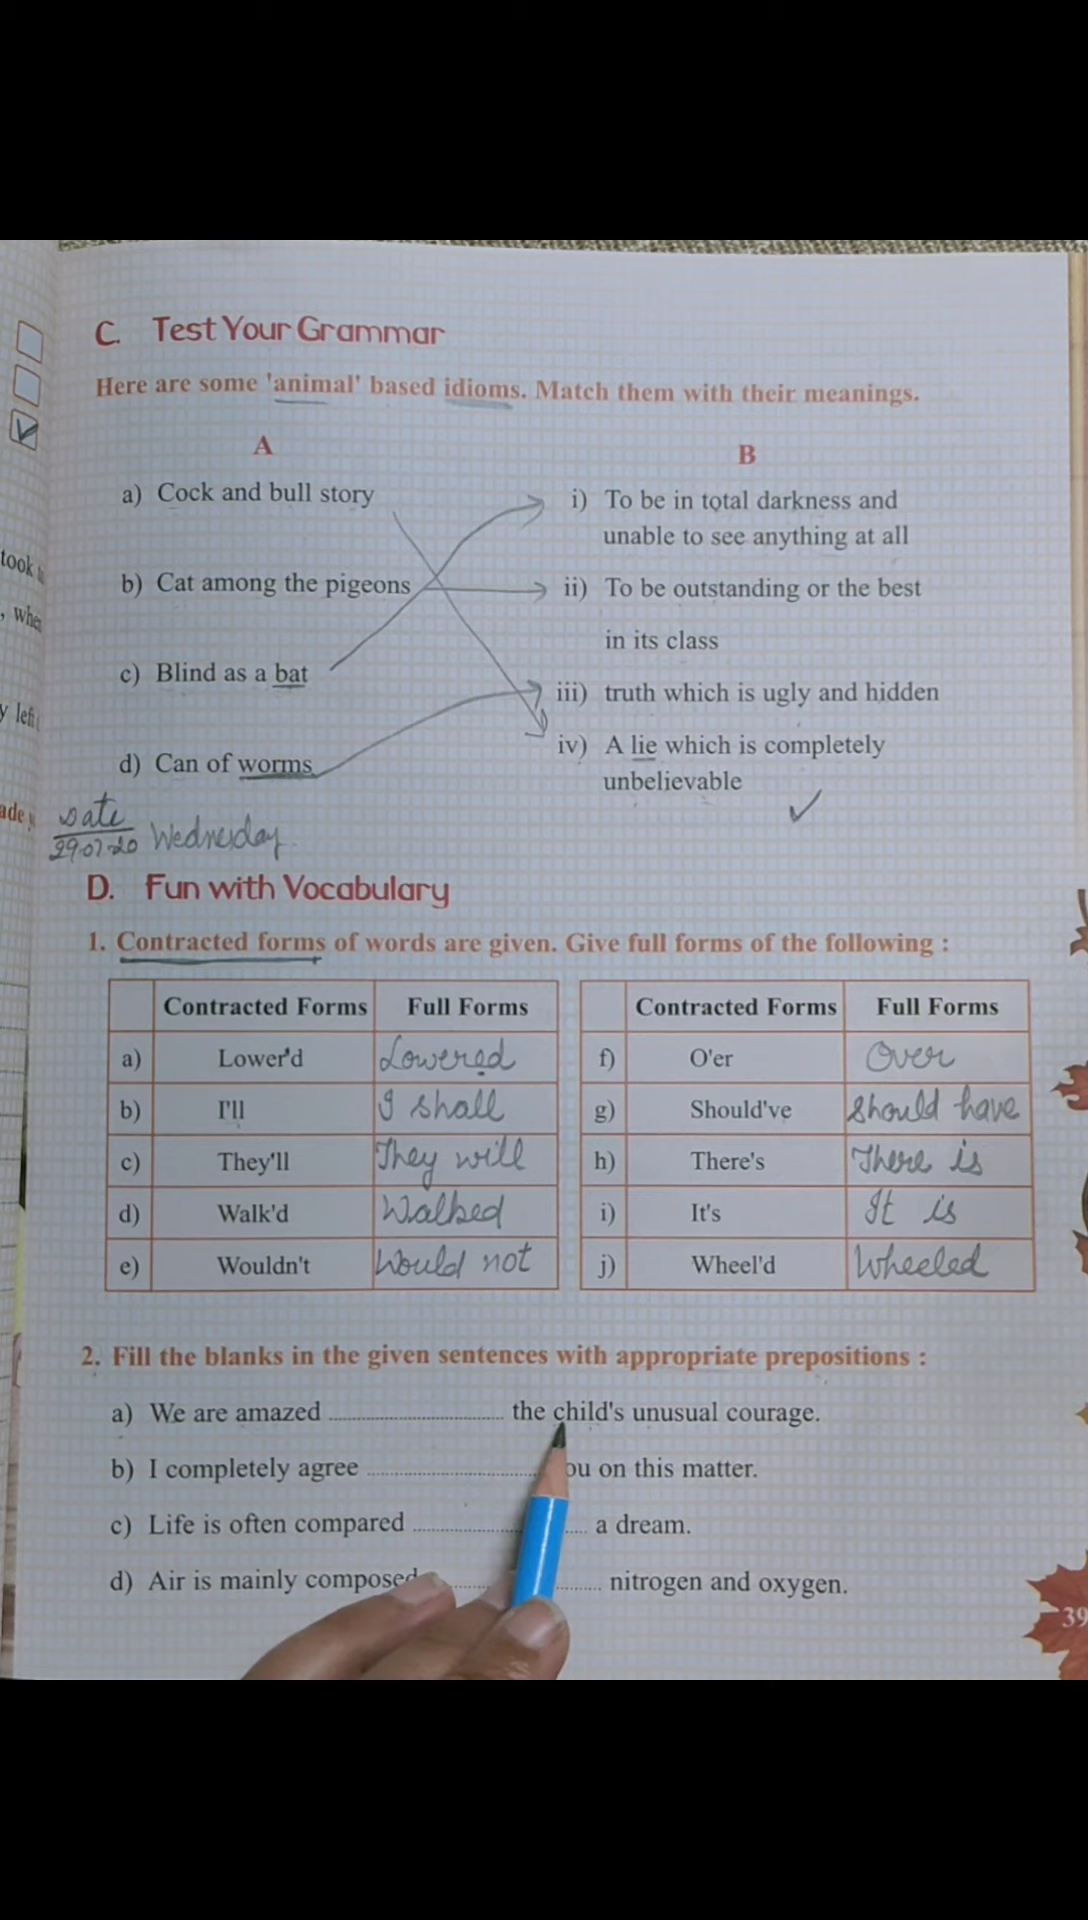 C. Test Your Grammar
Here are some 'animal' based idioms. Match them with their meanings.
A B
a) Cock and bull story
i) To be in total darkness and
unable to see anything at all
b) Cat among the pigeons
ii) To be outstanding or the best
in its class
c) Blind as a bat
iii) truth which is ugly and hidden
d) Can of worms
iv) A lie which is completely
unbelievable
took
y left
Date
29.07.20 Wednesday.
D. Fun with Vocabulary
1. Contracted forms of words are given. Give full forms of the following :
Contracted Forms Full Forms Contracted Forms Full Forms
a) Lower'd Lowered f) O'er Over
b) I'll I shall g) Should've Should have
c) They'll They will h) There's There is
d) Walk'd Walked i) It's It is
e) Wouldn't Would not j) Wheel'd Wheeled
2. Fill the blanks in the given sentences with appropriate prepositions :
a) We are amazed ........................ the child's unusual courage.
b) I completely agree ........................ ou on this matter.
c) Life is often compared ........................ a dream.
d) Air is mainly composed ........................ nitrogen and oxygen.
39